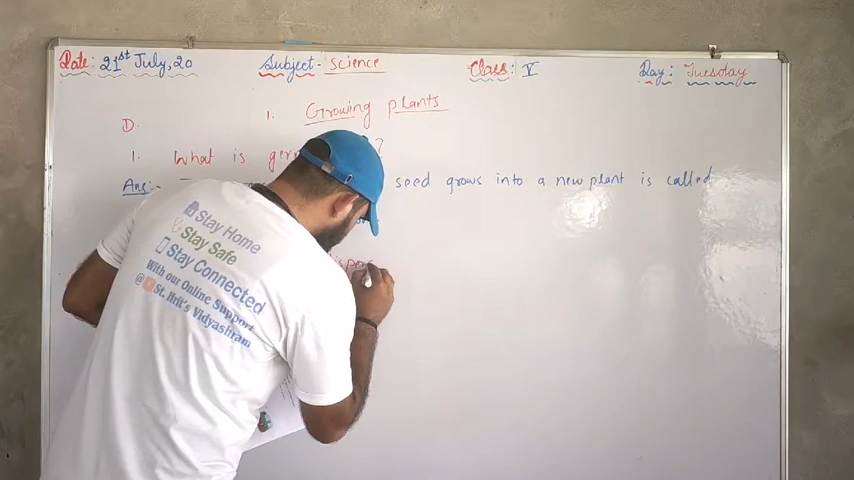 Date: 21st July, 20 Subject- Science Class: V Day: Tuesday
1. Growing plants
D.
1. What is ?
Ans:- seed grows into a new plant is called
Stay Home
Stay Safe
Stay Connected
With our Online Support
@ St. Hrit's Vidyashram